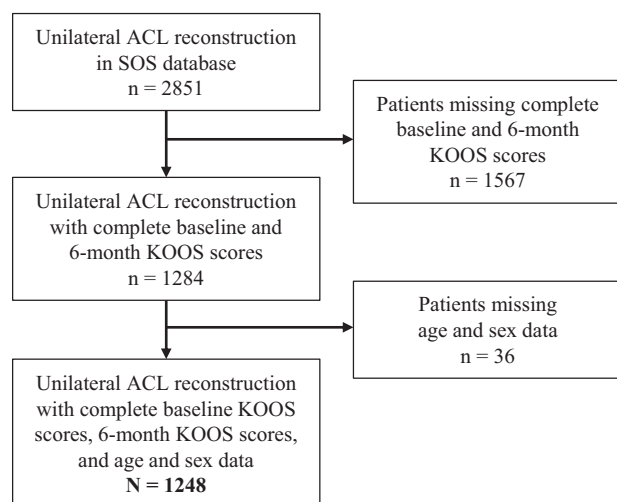 Unilateral ACL reconstruction
in SOS database
n = 2851
Patients missing complete
baseline and 6-month
KOOS scores
n = 1567
Unilateral ACL reconstruction
with complete baseline and
6-month KOOS scores
n = 1284
Patients missing
age and sex data
n = 36
Unilateral ACL reconstruction
with complete baseline KOOS
scores, 6-month KOOS scores,
and age and sex data
N = 1248